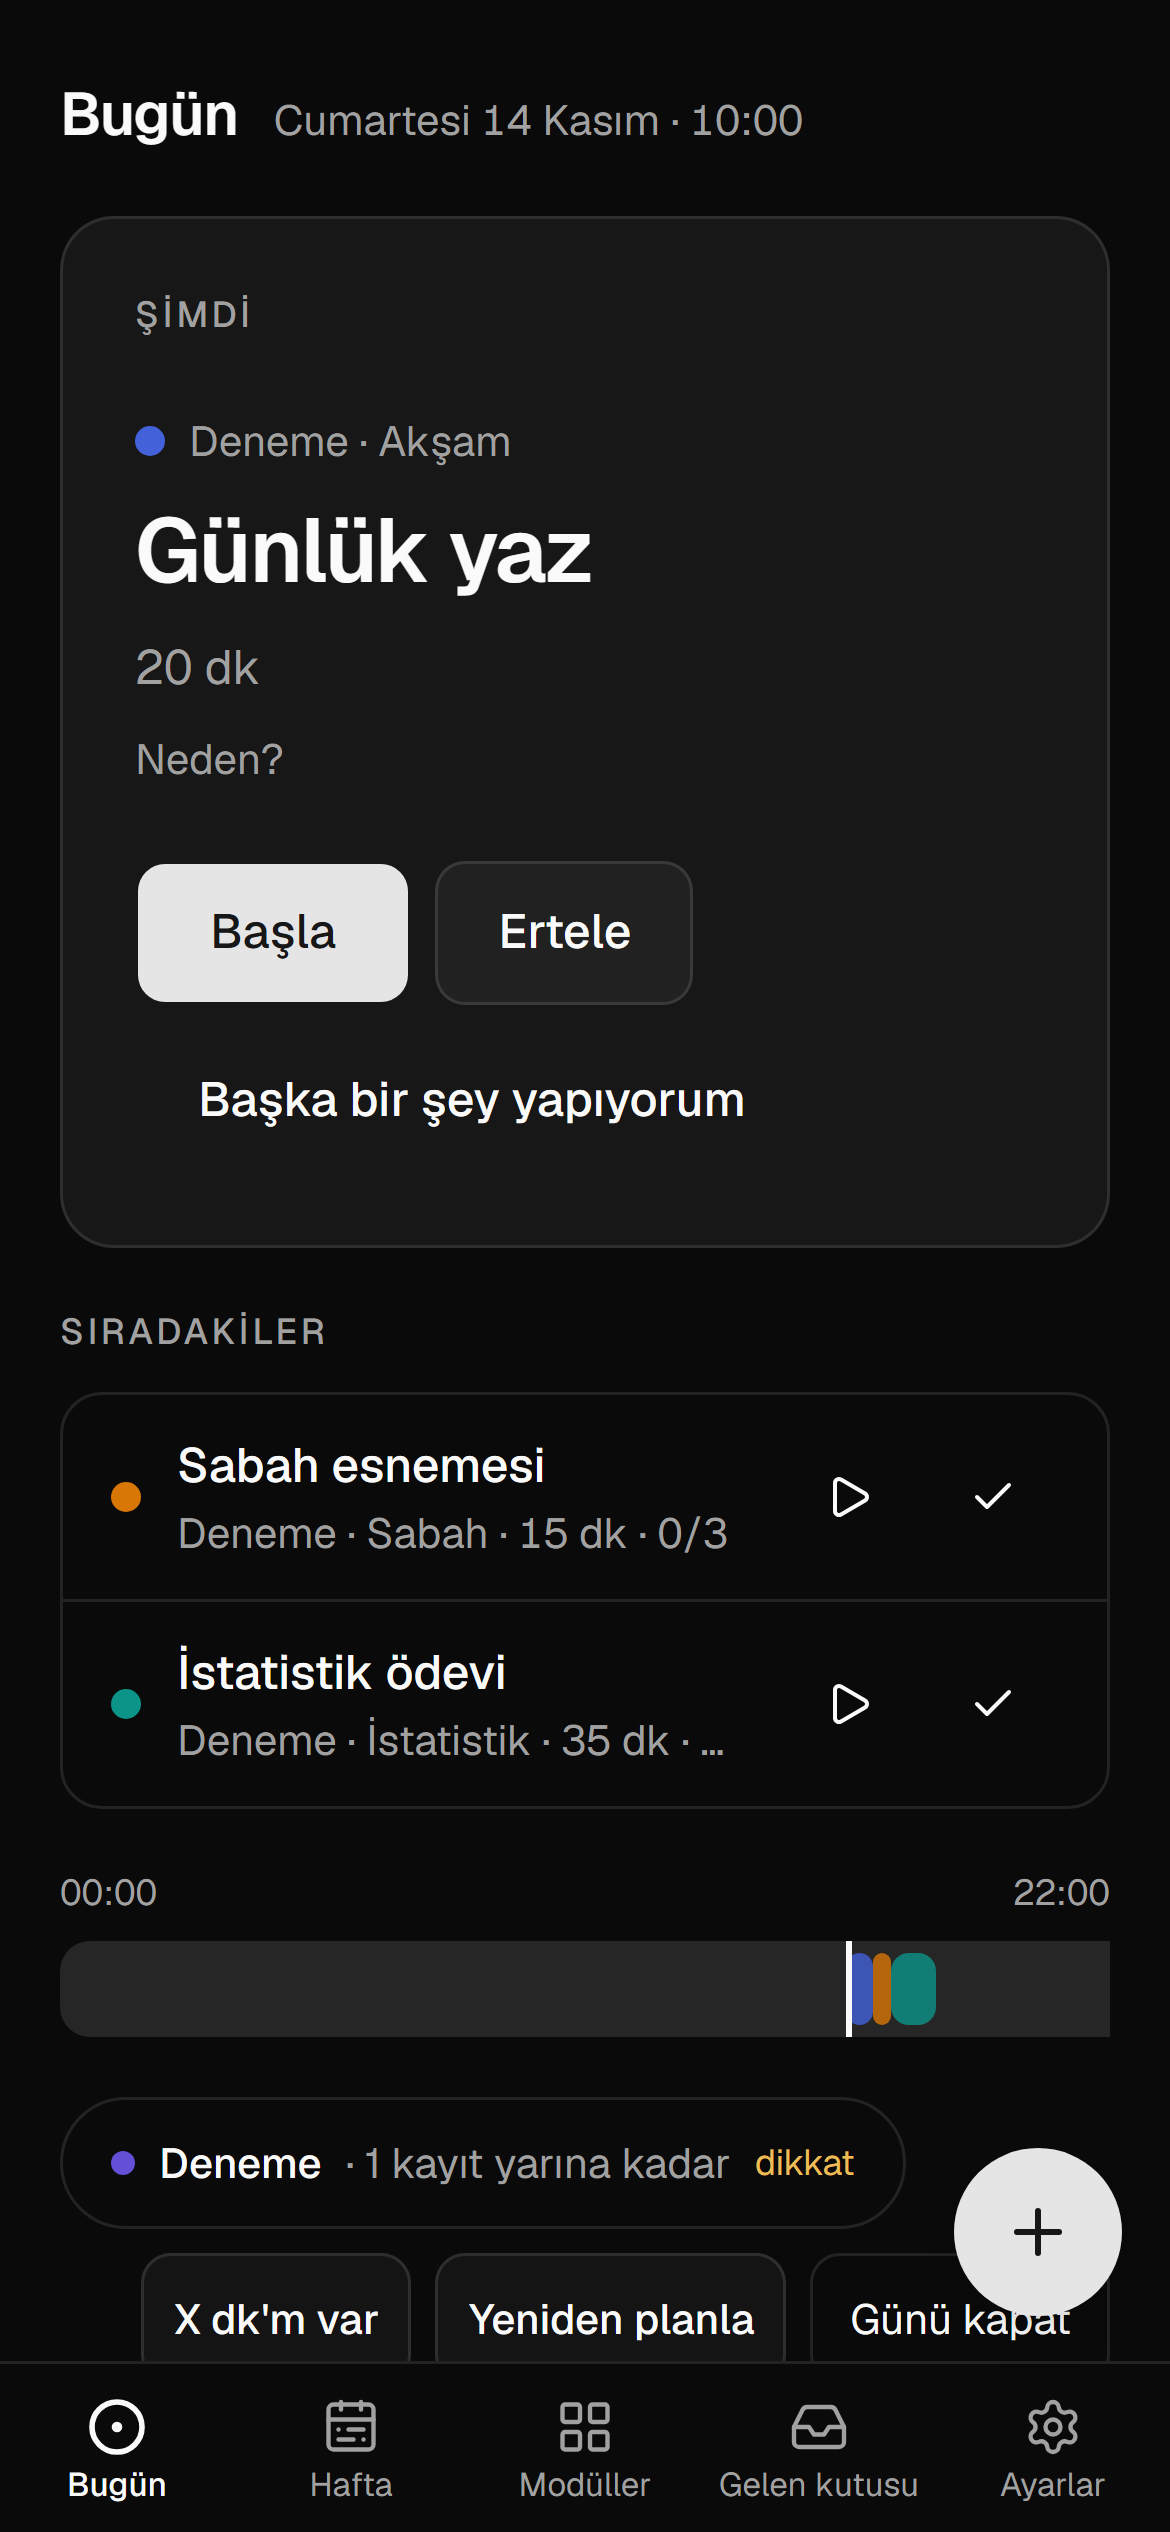 Bugün Cumartesi 14 Kasım · 10:00
ŞİMDİ
Deneme · Akşam
Günlük yaz
20 dk
Neden?
Başla Ertele
Başka bir şey yapıyorum
SIRADAKİLER
Sabah esnemesi
Deneme · Sabah · 15 dk · 0/3
İstatistik ödevi
Deneme · İstatistik · 35 dk · ...
00:00 22:00
Deneme · 1 kayıt yarına kadar dikkat
X dk'm var Yeniden planla Günü kapat
Bugün Hafta Modüller Gelen kutusu Ayarlar